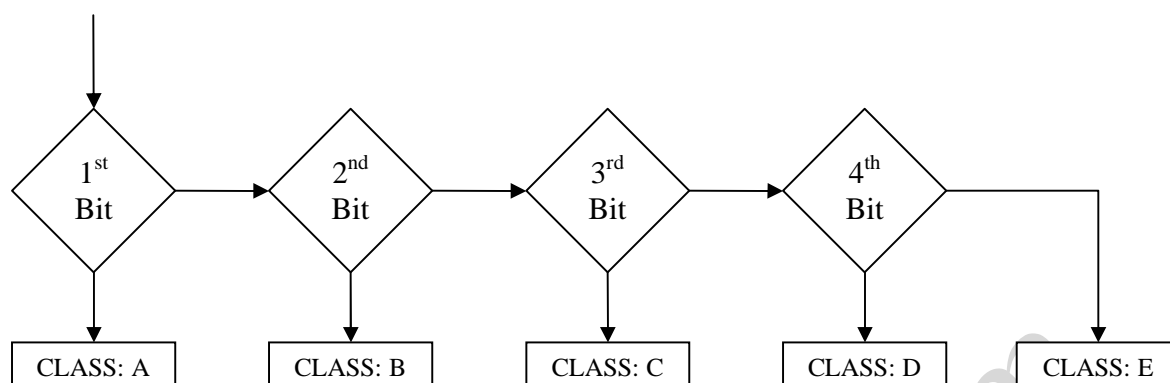 1st
Bit
2nd
Bit
3rd
Bit
4th
Bit
CLASS: A
CLASS: B
CLASS: C
CLASS: D
CLASS: E